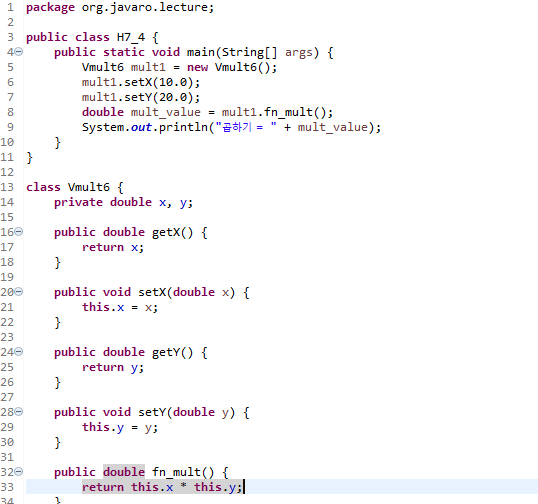 1 package org.javaro.lecture;
2
3 public class H7_4 {
4     public static void main(String[] args) {
5         Vmult6 mult1 = new Vmult6();
6         mult1.setX(10.0);
7         mult1.setY(20.0);
8         double mult_value = mult1.fn_mult();
9         System.out.println("곱하기 = " + mult_value);
10     }
11 }
12
13 class Vmult6 {
14     private double x, y;
15
16     public double getX() {
17         return x;
18     }
19
20     public void setX(double x) {
21         this.x = x;
22     }
23
24     public double getY() {
25         return y;
26     }
27
28     public void setY(double y) {
29         this.y = y;
30     }
31
32     public double fn_mult() {
33         return this.x * this.y;
34     }